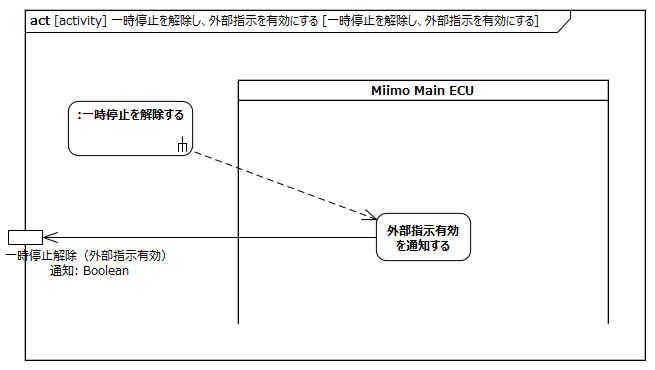 act [activity] 一時停止を解除し、外部指示を有効にする [一時停止を解除し、外部指示を有効にする]
Miimo Main ECU
:一時停止を解除する
外部指示有効
を通知する
一時停止解除（外部指示有効）
通知: Boolean